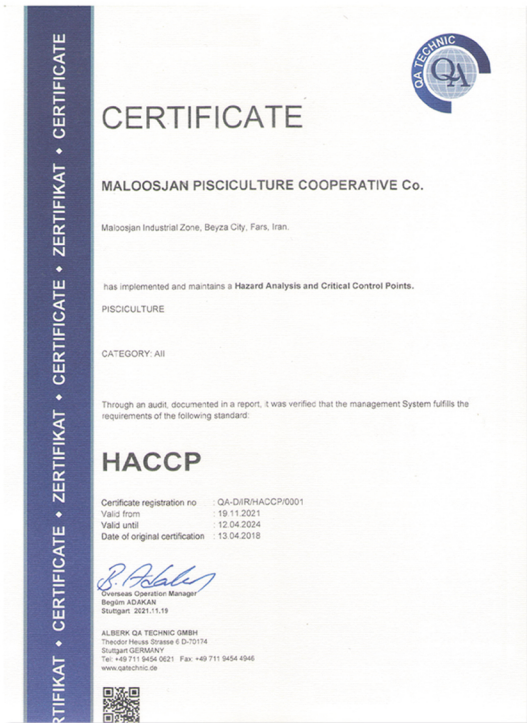 QA TECHNIC
QA
CERTIFICATE
MALOOSJAN PISCICULTURE COOPERATIVE Co.
Maloosjan Industrial Zone, Beyza City, Fars, Iran.
has implemented and maintains a Hazard Analysis and Critical Control Points.
PISCICULTURE
CATEGORY: AII
Through an audit, documented in a report, it was verified that the management System fulfills the
requirements of the following standard:
HACCP
Certificate registration no : QA-D/IR/HACCP/0001
Valid from : 19.11.2021
Valid until : 12.04.2024
Date of original certification : 13.04.2018
B. Adakan
Overseas Operation Manager
Begüm ADAKAN
Stuttgart 2021.11.19
ALBERK QA TECHNIC GMBH
Theodor Heuss Strasse 6 D-70174
Stuttgart GERMANY
Tel: +49 711 9454 0621 Fax: +49 711 9454 4946
www.qatechnic.de
RTIFIKAT ◆ CERTIFICATE ◆ ZERTIFIKAT ◆ CERTIFICATE ◆ ZERTIFIKAT ◆ CERTIFICATE